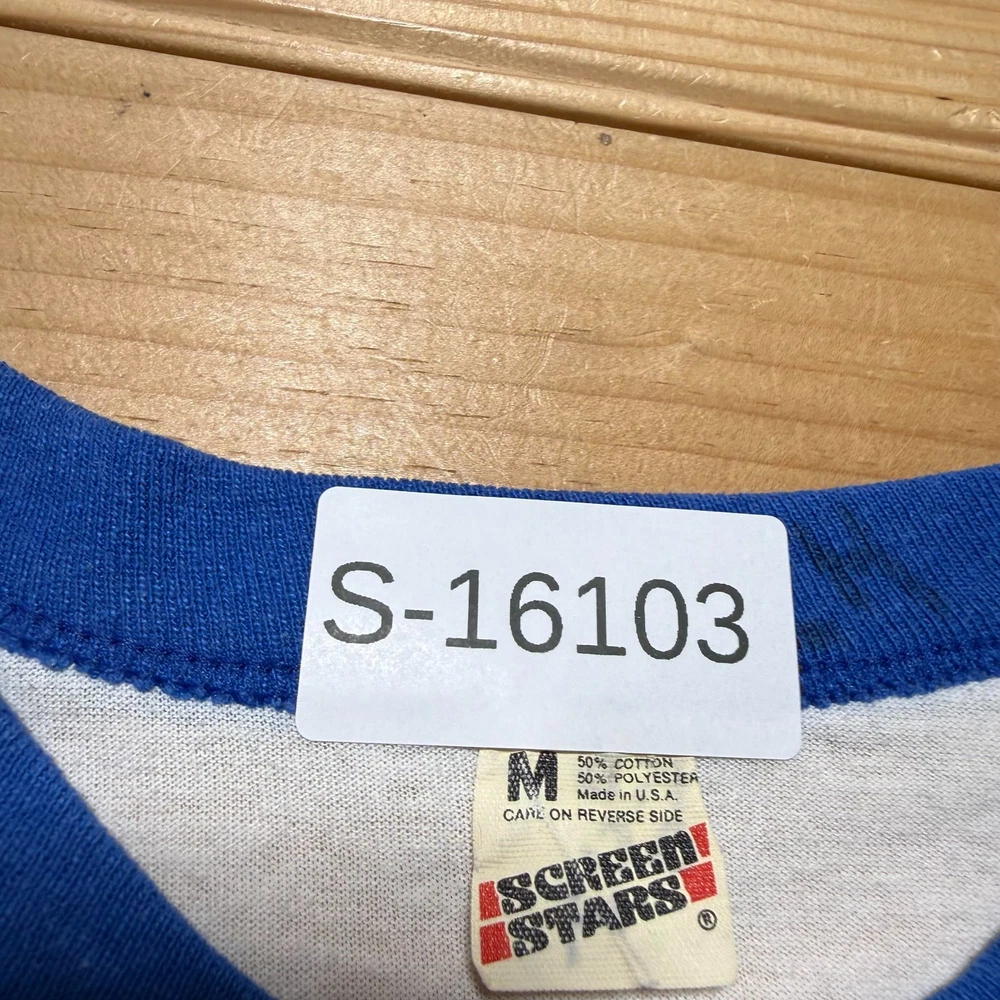 S-16103
M
50% COTTON
50% POLYESTER
Made in U.S.A.
CARE ON REVERSE SIDE
SCREEN
STARS
®